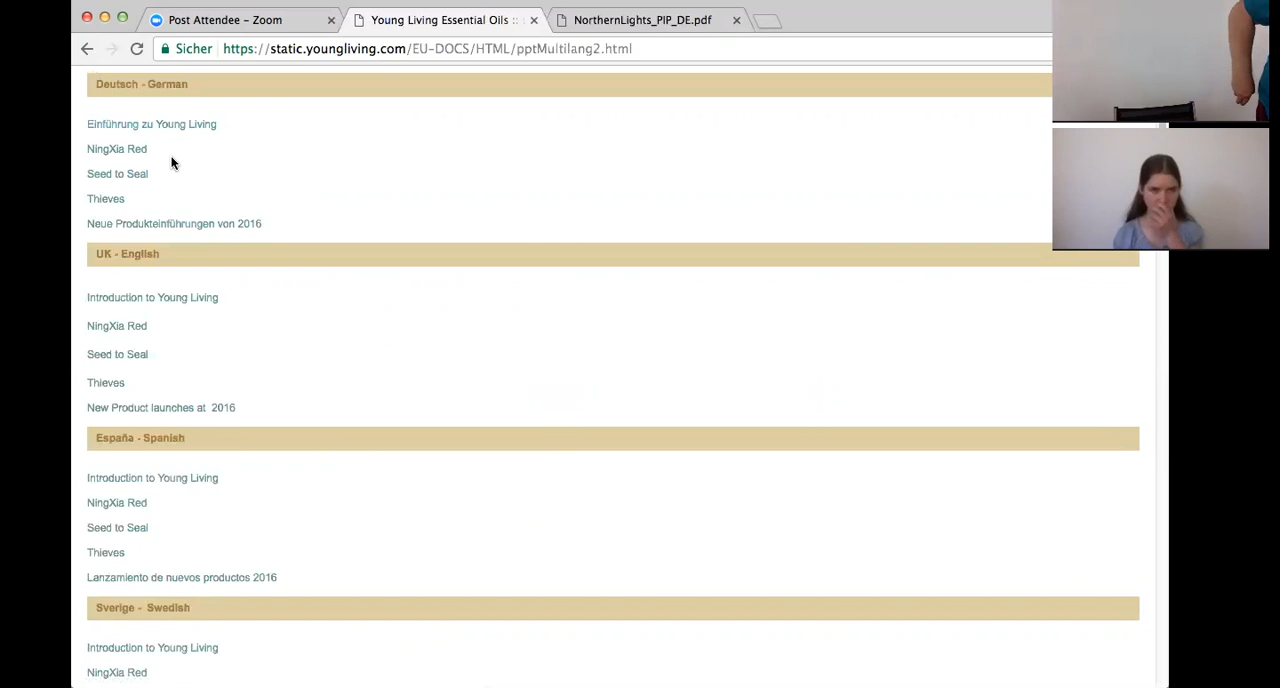 Post Attendee - Zoom
Young Living Essential Oils ::
NorthernLights_PIP_DE.pdf
Sicher
https://static.youngliving.com/EU-DOCS/HTML/pptMultilang2.html
Deutsch - German
Einführung zu Young Living
NingXia Red
Seed to Seal
Thieves
Neue Produkteinführungen von 2016
UK - English
Introduction to Young Living
NingXia Red
Seed to Seal
Thieves
New Product launches at 2016
España - Spanish
Introduction to Young Living
NingXia Red
Seed to Seal
Thieves
Lanzamiento de nuevos productos 2016
Sverige - Swedish
Introduction to Young Living
NingXia Red